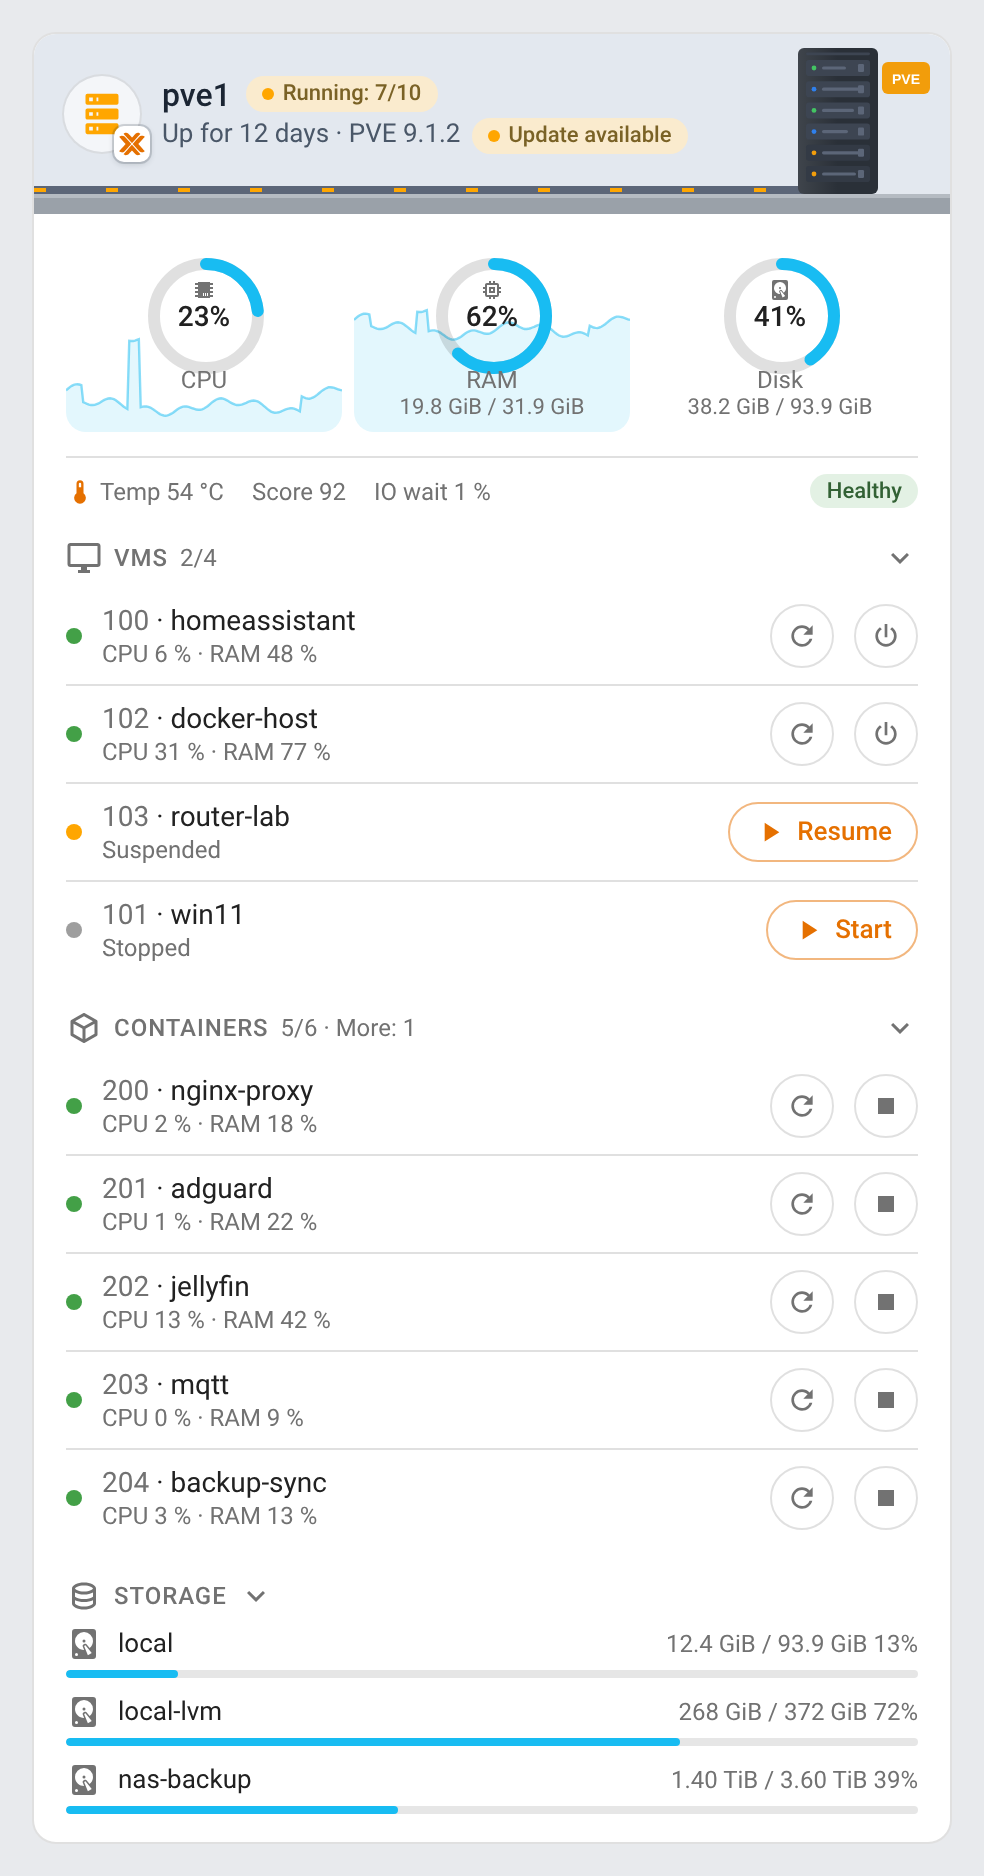 pve1 Running: 7/10
Up for 12 days · PVE 9.1.2 Update available
PVE
23%
CPU
62%
RAM
19.8 GiB / 31.9 GiB
41%
Disk
38.2 GiB / 93.9 GiB
Temp 54 °C Score 92 IO wait 1 % Healthy
VMS 2/4
100 · homeassistant
CPU 6 % · RAM 48 %
102 · docker-host
CPU 31 % · RAM 77 %
103 · router-lab
Suspended
Resume
101 · win11
Stopped
Start
CONTAINERS 5/6 · More: 1
200 · nginx-proxy
CPU 2 % · RAM 18 %
201 · adguard
CPU 1 % · RAM 22 %
202 · jellyfin
CPU 13 % · RAM 42 %
203 · mqtt
CPU 0 % · RAM 9 %
204 · backup-sync
CPU 3 % · RAM 13 %
STORAGE
local 12.4 GiB / 93.9 GiB 13%
local-lvm 268 GiB / 372 GiB 72%
nas-backup 1.40 TiB / 3.60 TiB 39%